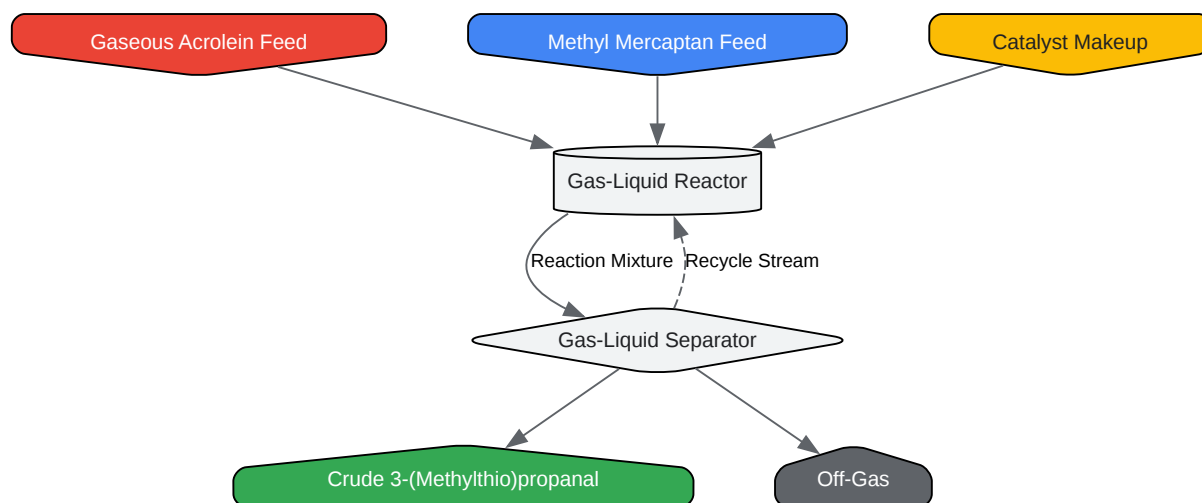 Gaseous Acrolein Feed
Methyl Mercaptan Feed
Catalyst Makeup
Gas-Liquid Reactor
Reaction Mixture
Recycle Stream
Gas-Liquid Separator
Crude 3-(Methylthio)propanal
Off-Gas